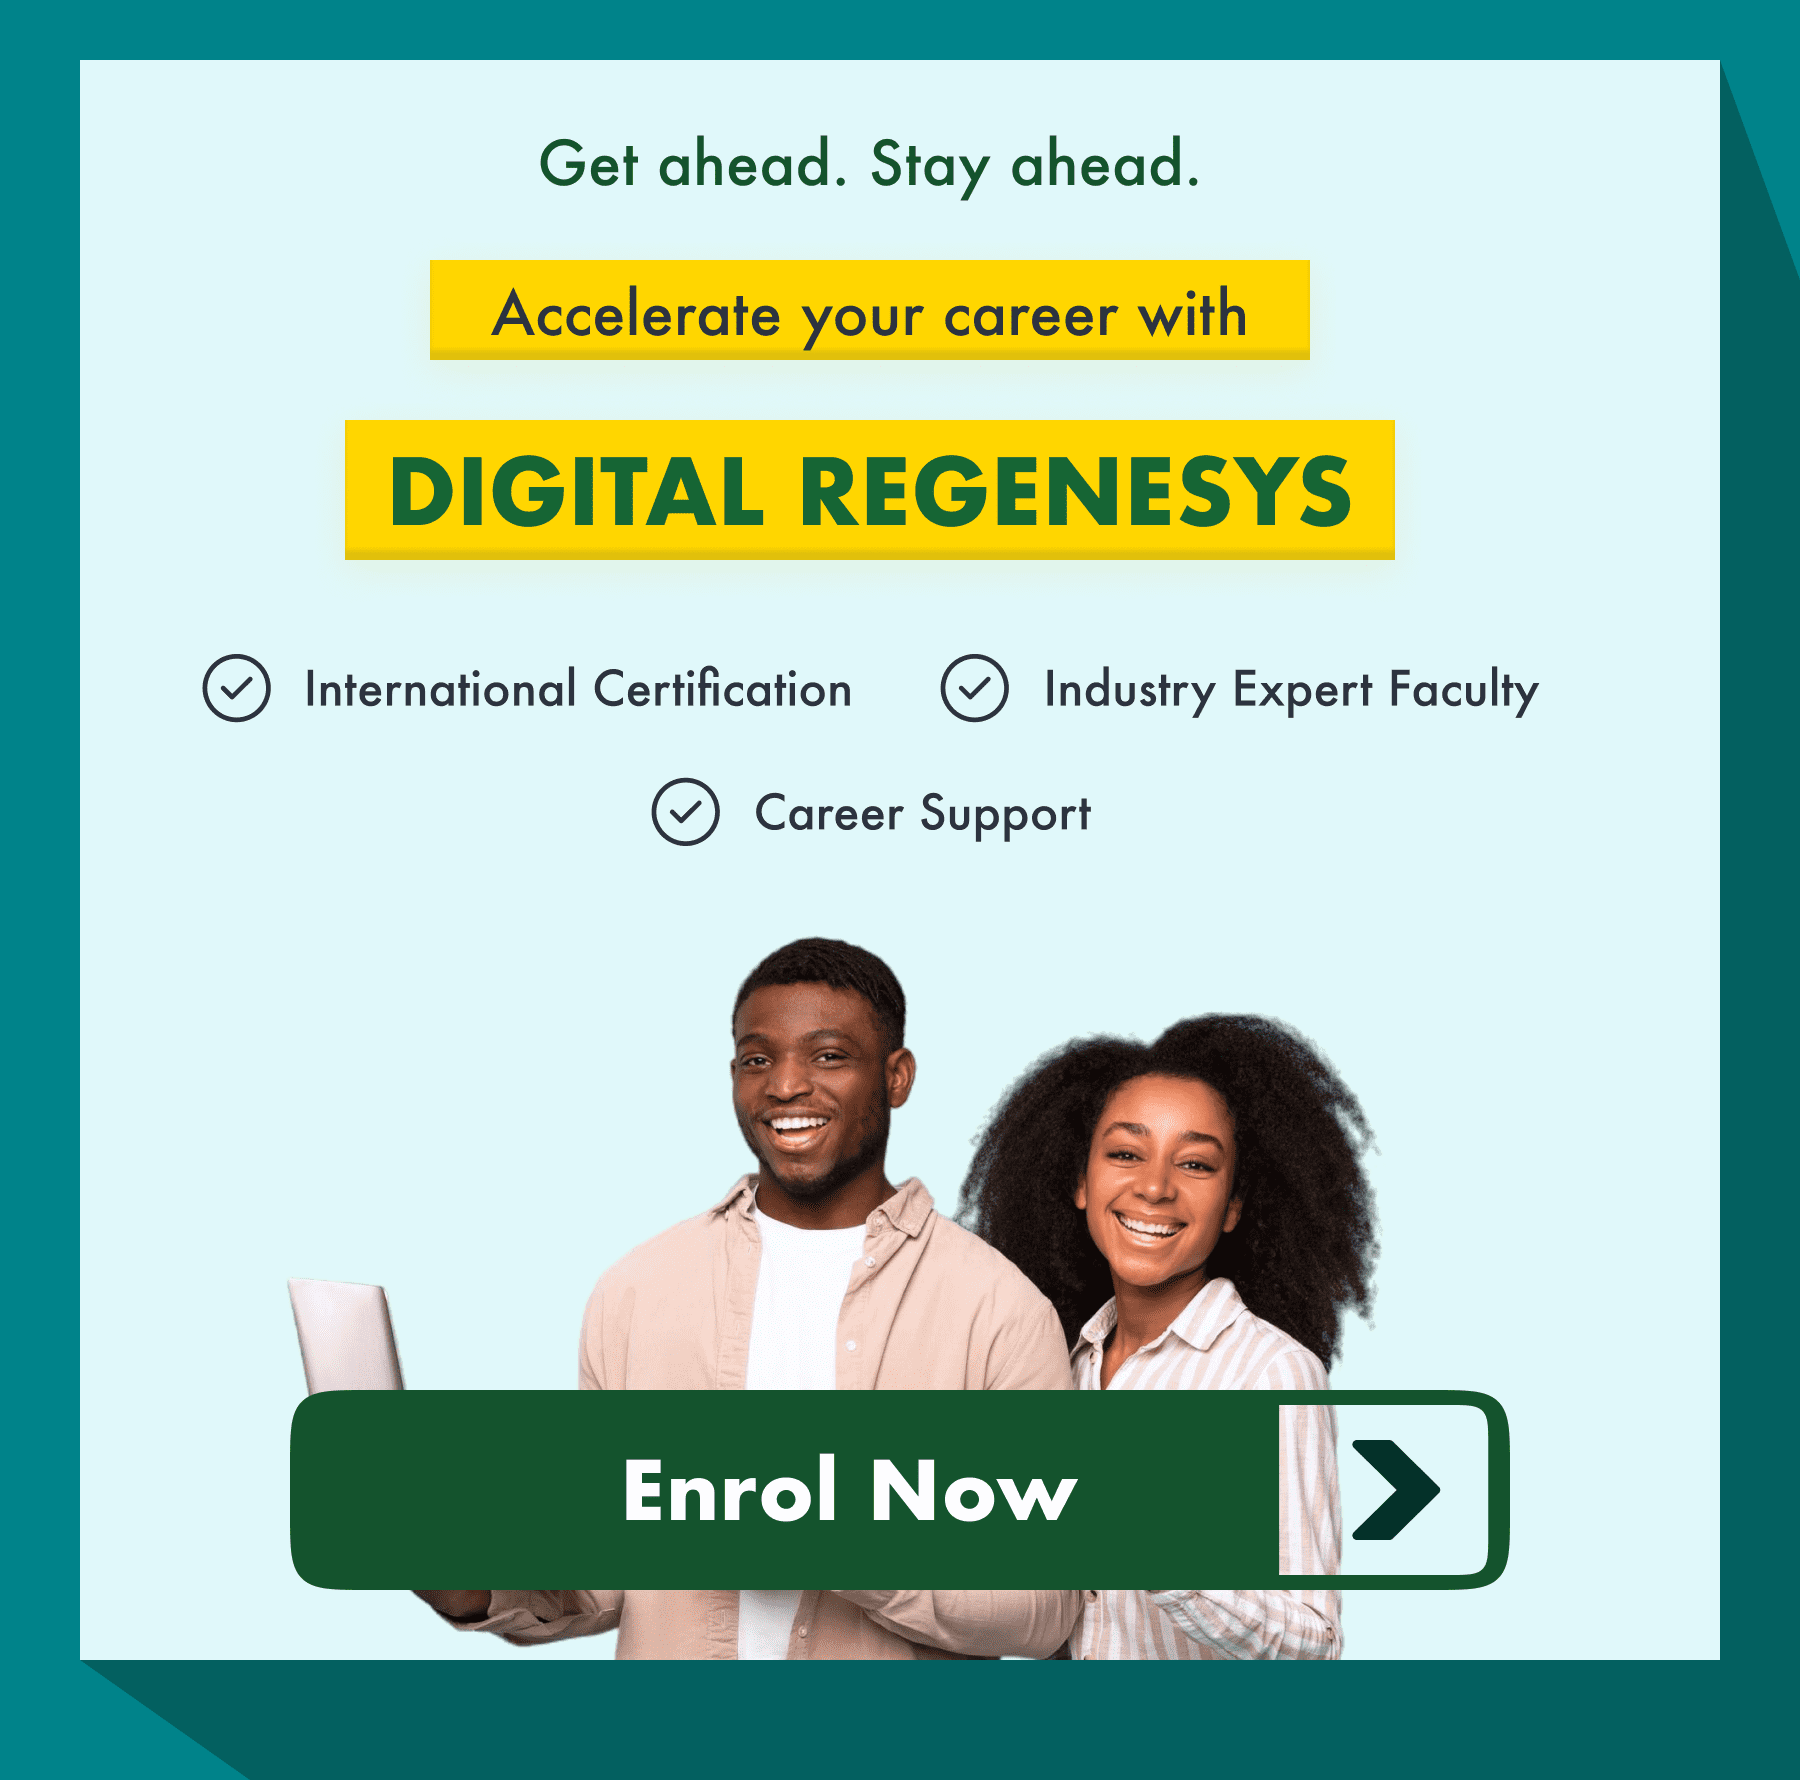 Get ahead. Stay ahead.
Accelerate your career with
DIGITAL REGENESYS
International Certification
Industry Expert Faculty
Career Support
Enrol Now